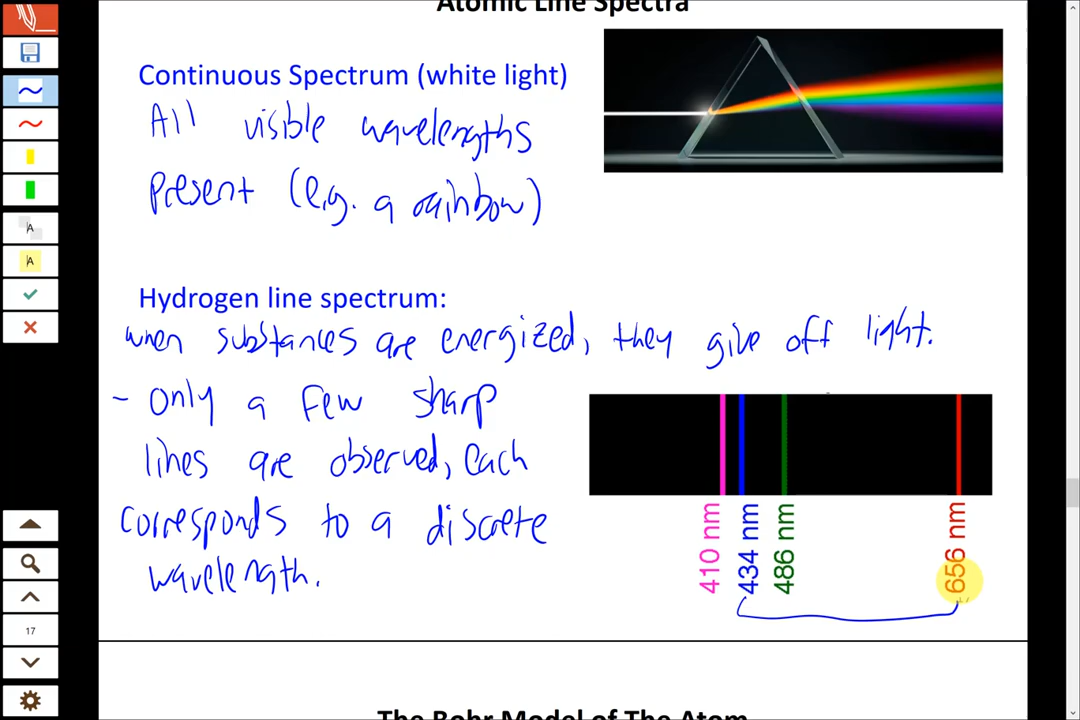 Atomic Line Spectra
Continuous Spectrum (white light)
All visible wavelengths
Present (e.g. a rainbow)
Hydrogen line spectrum:
when substances are energized, they give off light.
- Only a few sharp
lines are observed, each
corresponds to a discrete
wavelength.
410 nm
434 nm
486 nm
656 nm
The Bohr Model of The Atom
A
A
17